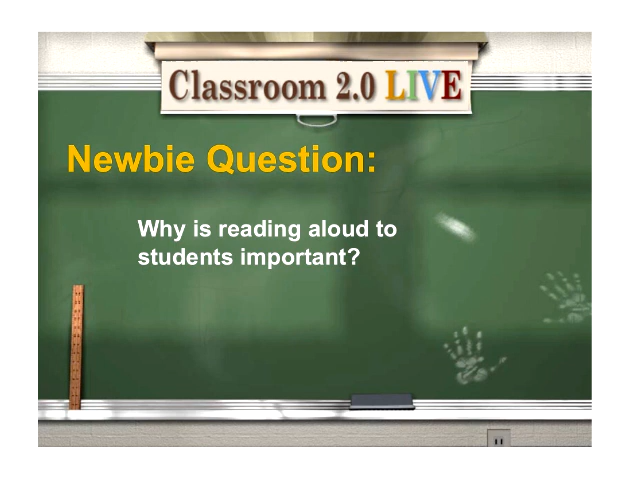 Classroom 2.0 LIVE
Newbie Question:
Why is reading aloud to
students important?